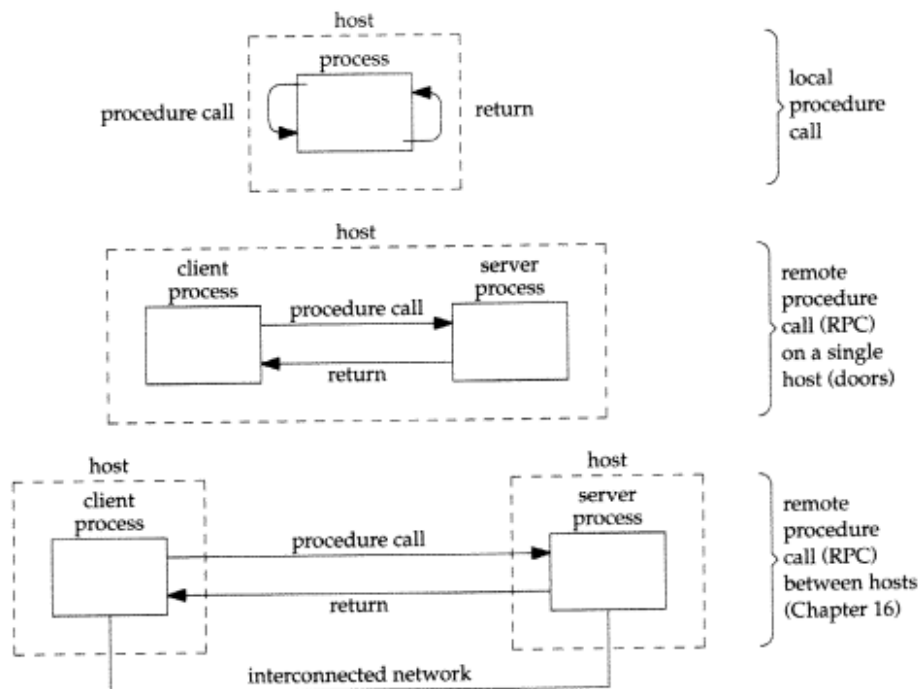 host
process
procedure call
return
local
procedure
call
host
client
process
server
process
procedure call
return
remote
procedure
call (RPC)
on a single
host (doors)
host
client
process
host
server
process
procedure call
return
interconnected network
remote
procedure
call (RPC)
between hosts
(Chapter 16)